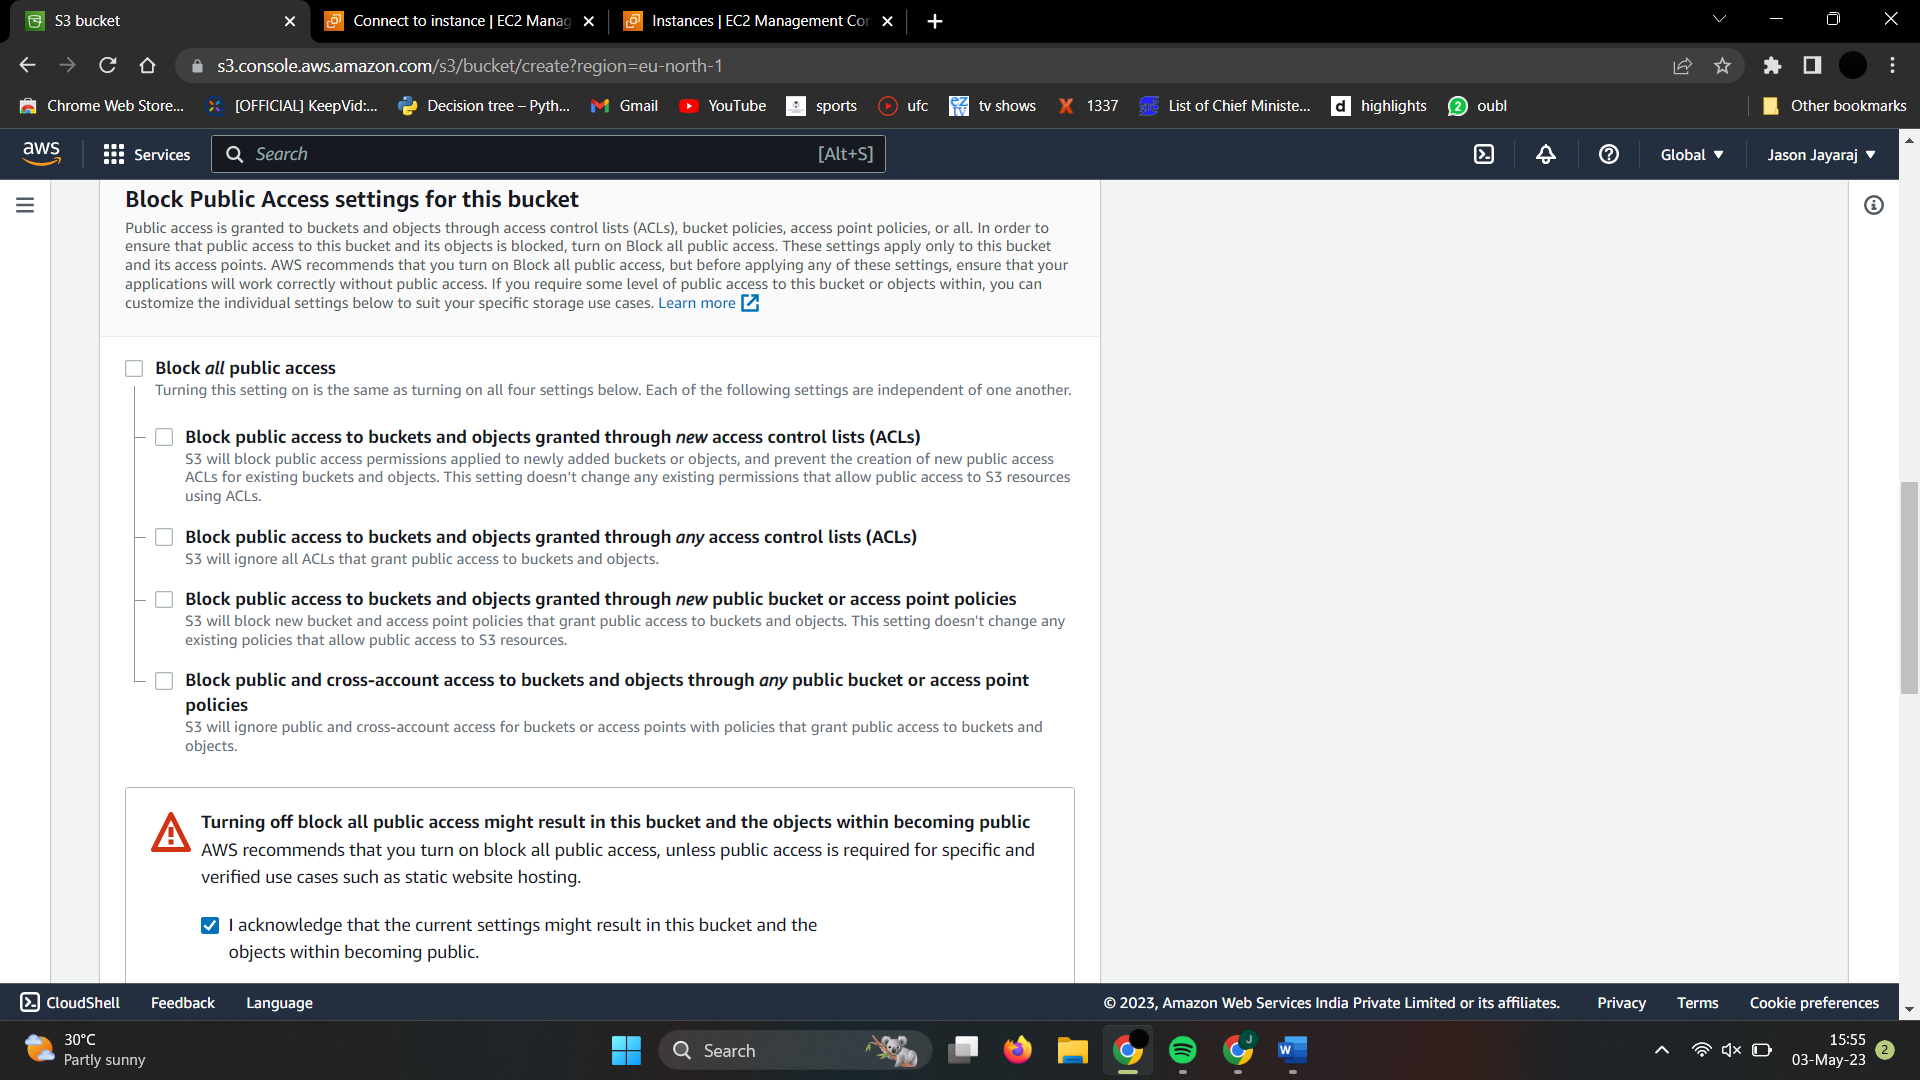 S3 bucket
Connect to instance | EC2 Manag
Instances | EC2 Management Con
s3.console.aws.amazon.com/s3/bucket/create?region=eu-north-1
Chrome Web Store...
[OFFICIAL] KeepVid:...
Decision tree – Pyth...
Gmail
YouTube
sports
ufc
tv shows
1337
List of Chief Ministe...
highlights
oubl
Other bookmarks
aws
Services
Search
[Alt+S]
Global
Jason Jayaraj
Block Public Access settings for this bucket
Public access is granted to buckets and objects through access control lists (ACLs), bucket policies, access point policies, or all. In order to
ensure that public access to this bucket and its objects is blocked, turn on Block all public access. These settings apply only to this bucket
and its access points. AWS recommends that you turn on Block all public access, but before applying any of these settings, ensure that your
applications will work correctly without public access. If you require some level of public access to this bucket or objects within, you can
customize the individual settings below to suit your specific storage use cases. Learn more
Block all public access
Turning this setting on is the same as turning on all four settings below. Each of the following settings are independent of one another.
Block public access to buckets and objects granted through new access control lists (ACLs)
S3 will block public access permissions applied to newly added buckets or objects, and prevent the creation of new public access
ACLs for existing buckets and objects. This setting doesn't change any existing permissions that allow public access to S3 resources
using ACLs.
Block public access to buckets and objects granted through any access control lists (ACLs)
S3 will ignore all ACLs that grant public access to buckets and objects.
Block public access to buckets and objects granted through new public bucket or access point policies
S3 will block new bucket and access point policies that grant public access to buckets and objects. This setting doesn't change any
existing policies that allow public access to S3 resources.
Block public and cross-account access to buckets and objects through any public bucket or access point
policies
S3 will ignore public and cross-account access for buckets or access points with policies that grant public access to buckets and
objects.
Turning off block all public access might result in this bucket and the objects within becoming public
AWS recommends that you turn on block all public access, unless public access is required for specific and
verified use cases such as static website hosting.
I acknowledge that the current settings might result in this bucket and the
objects within becoming public.
CloudShell
Feedback
Language
© 2023, Amazon Web Services India Private Limited or its affiliates.
Privacy
Terms
Cookie preferences
30°C
Partly sunny
Search
15:55
03-May-23
2